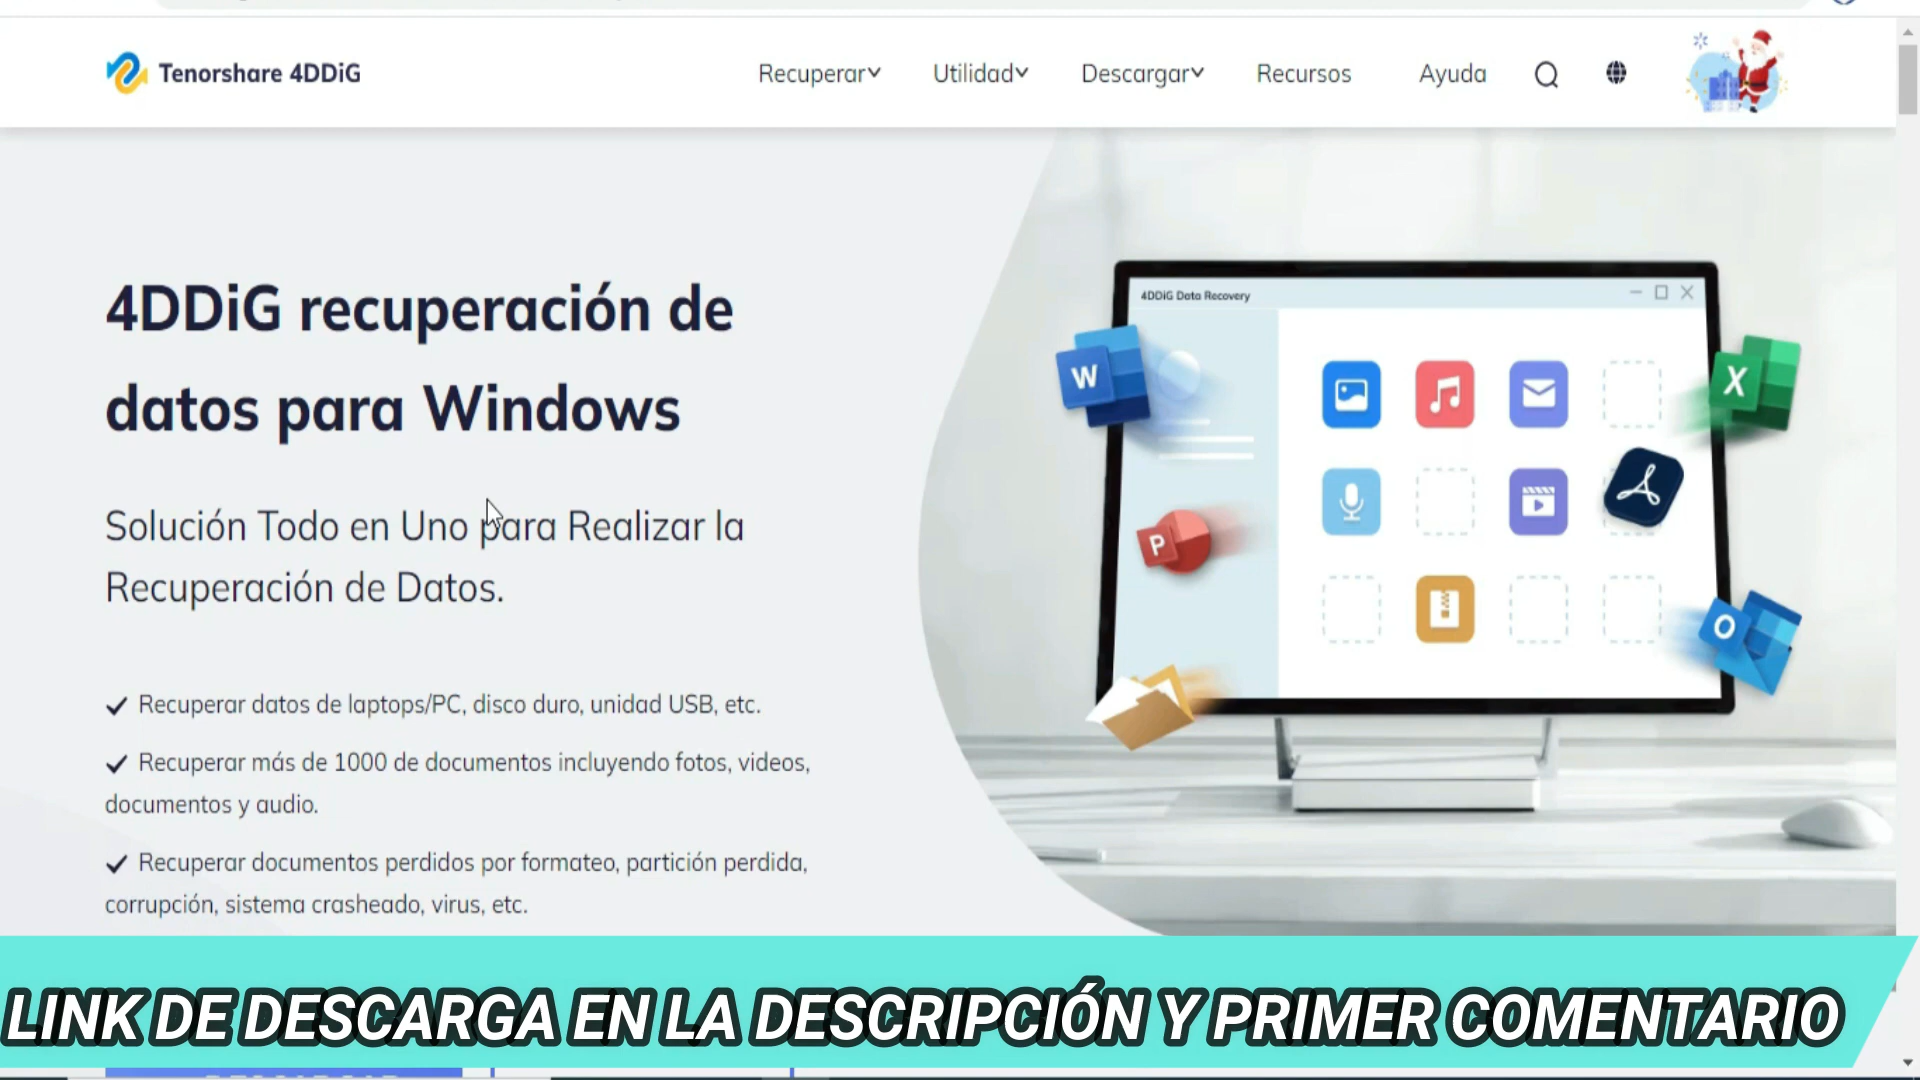 Tenorshare 4DDiG
Recuperar
Utilidad
Descargar
Recursos
Ayuda
4DDiG recuperación de
datos para Windows
Solución Todo en Uno para Realizar la
Recuperación de Datos.
Recuperar datos de laptops/PC, disco duro, unidad USB, etc.
Recuperar más de 1000 de documentos incluyendo fotos, videos,
documentos y audio.
Recuperar documentos perdidos por formateo, partición perdida,
corrupción, sistema crasheado, virus, etc.
4DDiG Data Recovery
W
X
P
O
LINK DE DESCARGA EN LA DESCRIPCIÓN Y PRIMER COMENTARIO